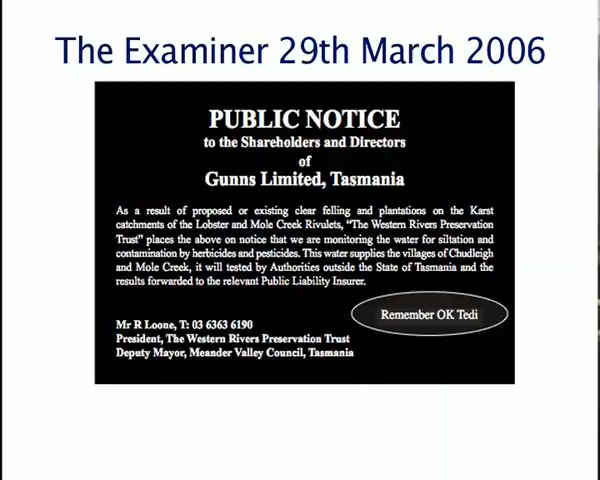 The Examiner 29th March 2006
PUBLIC NOTICE
to the Shareholders and Directors
of
Gunns Limited, Tasmania
As a result of proposed or existing clear felling and plantations on the Karst
catchments of the Lobster and Mole Creek Rivulets, “The Western Rivers Preservation
Trust” places the above on notice that we are monitoring the water for siltation and
contamination by herbicides and pesticides. This water supplies the villages of Chudleigh
and Mole Creek, it will tested by Authorities outside the State of Tasmania and the
results forwarded to the relevant Public Liability Insurer.
Remember OK Tedi
Mr R Loone, T: 03 6363 6190
President, The Western Rivers Preservation Trust
Deputy Mayor, Meander Valley Council, Tasmania